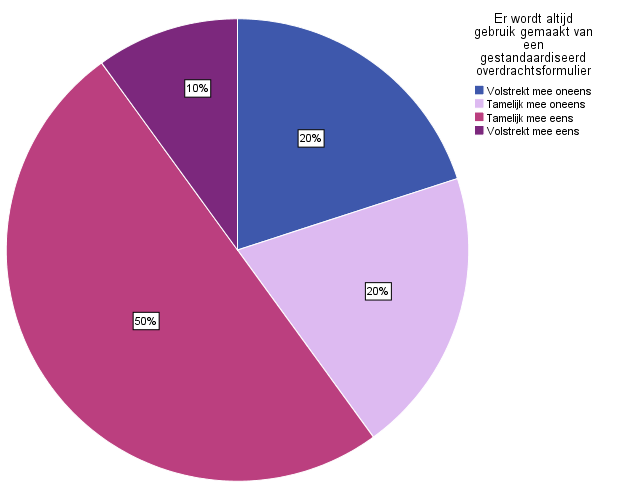 Er wordt altijd
gebruik gemaakt van
een
gestandaardiseerd
overdrachtsformulier
Volstrekt mee oneens
Tamelijk mee oneens
Tamelijk mee eens
Volstrekt mee eens
10%
20%
20%
50%